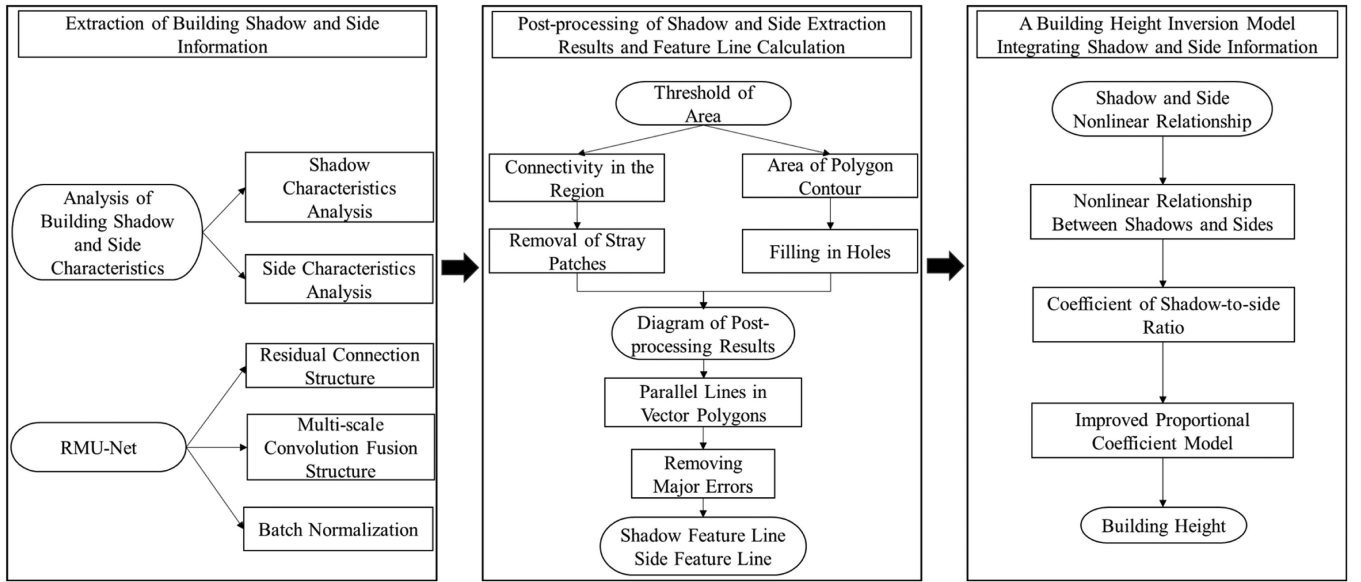 Extraction of Building Shadow and Side
Information
Analysis of
Building Shadow
and Side
Characteristics
Shadow
Characteristics
Analysis
Side Characteristics
Analysis
RMU-Net
Residual Connection
Structure
Multi-scale
Convolution Fusion
Structure
Batch Normalization
Post-processing of Shadow and Side Extraction
Results and Feature Line Calculation
Threshold of
Area
Connectivity in the
Region
Area of Polygon
Contour
Removal of Stray
Patches
Filling in Holes
Diagram of Post-
processing Results
Parallel Lines in
Vector Polygons
Removing
Major Errors
Shadow Feature Line
Side Feature Line
A Building Height Inversion Model
Integrating Shadow and Side Information
Shadow and Side
Nonlinear Relationship
Nonlinear Relationship
Between Shadows and Sides
Coefficient of Shadow-to-side
Ratio
Improved Proportional
Coefficient Model
Building Height